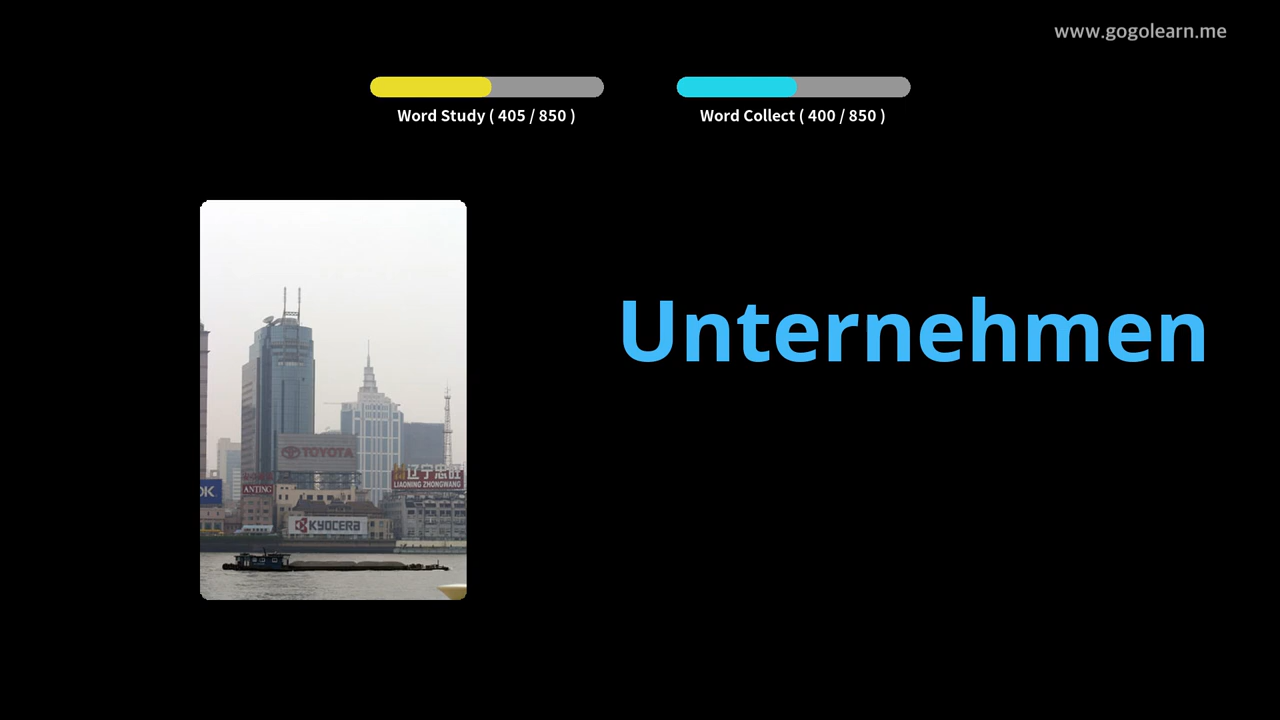 www.gogolearn.me
Word Study ( 405 / 850 )
Word Collect ( 400 / 850 )
Unternehmen
TOYOTA
辽宁忠旺
LIAONING ZHONGWANG
OK
ANTING
KYOCERA